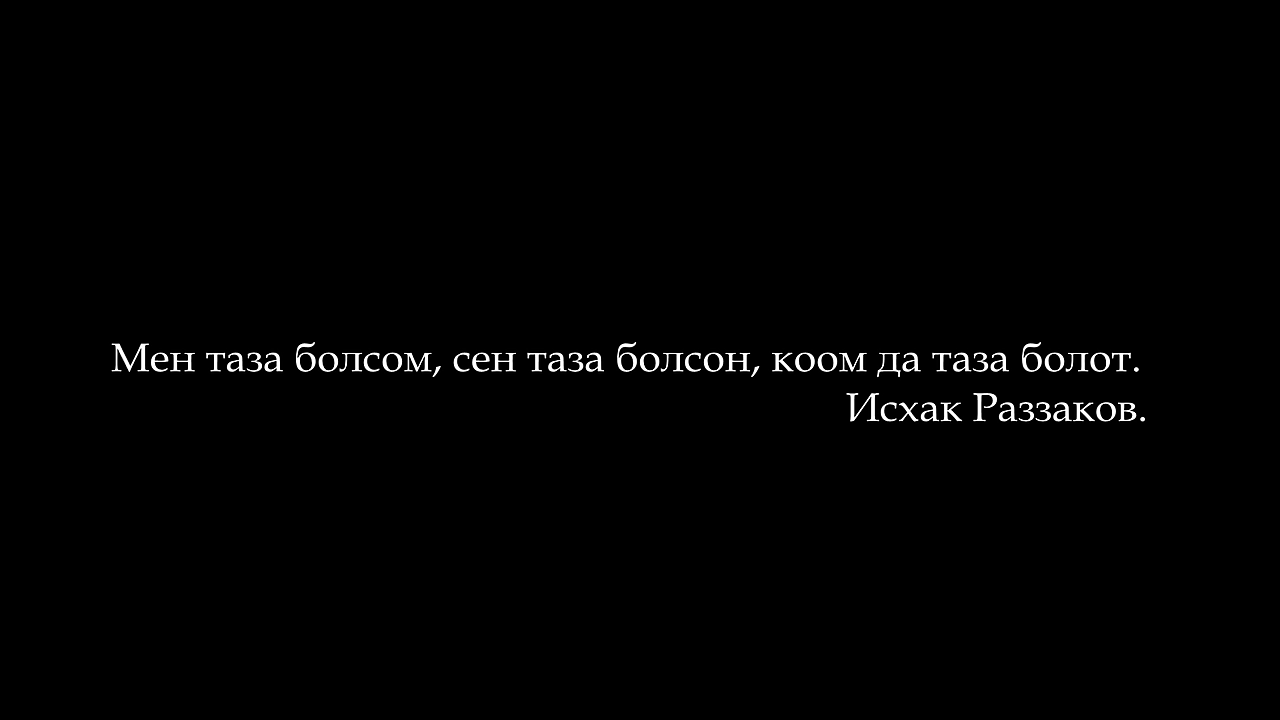 Мен таза болсом, сен таза болсон, коом да таза болот.
Исхак Раззаков.